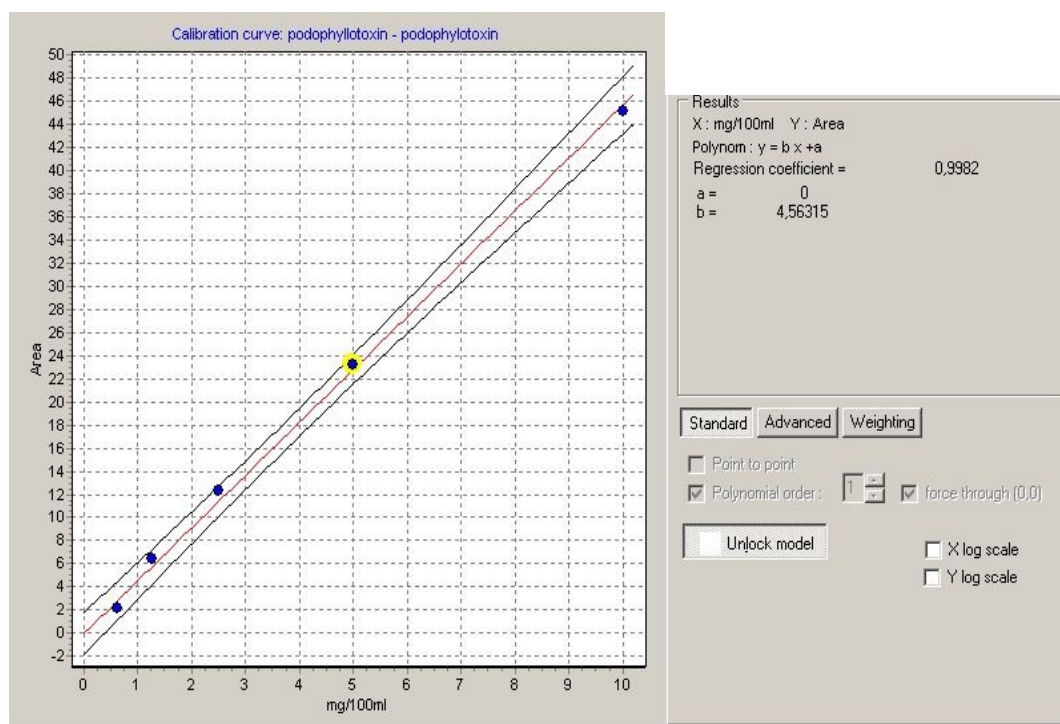 Calibration curve: podophyllotoxin - podophylotoxin
50
48
46
44
42
40
38
36
34
32
30
28
26
24
22
20
18
16
14
12
10
8
6
4
2
0
-2
Area
0 1 2 3 4 5 6 7 8 9 10
mg/100ml
Results
X : mg/100ml Y : Area
Polynom : y = b x +a
Regression coefficient = 0,9982
a = 0
b = 4,56315
Standard Advanced Weighting
Point to point
Polynomial order : 1 force through (0,0)
Unlock model
X log scale
Y log scale